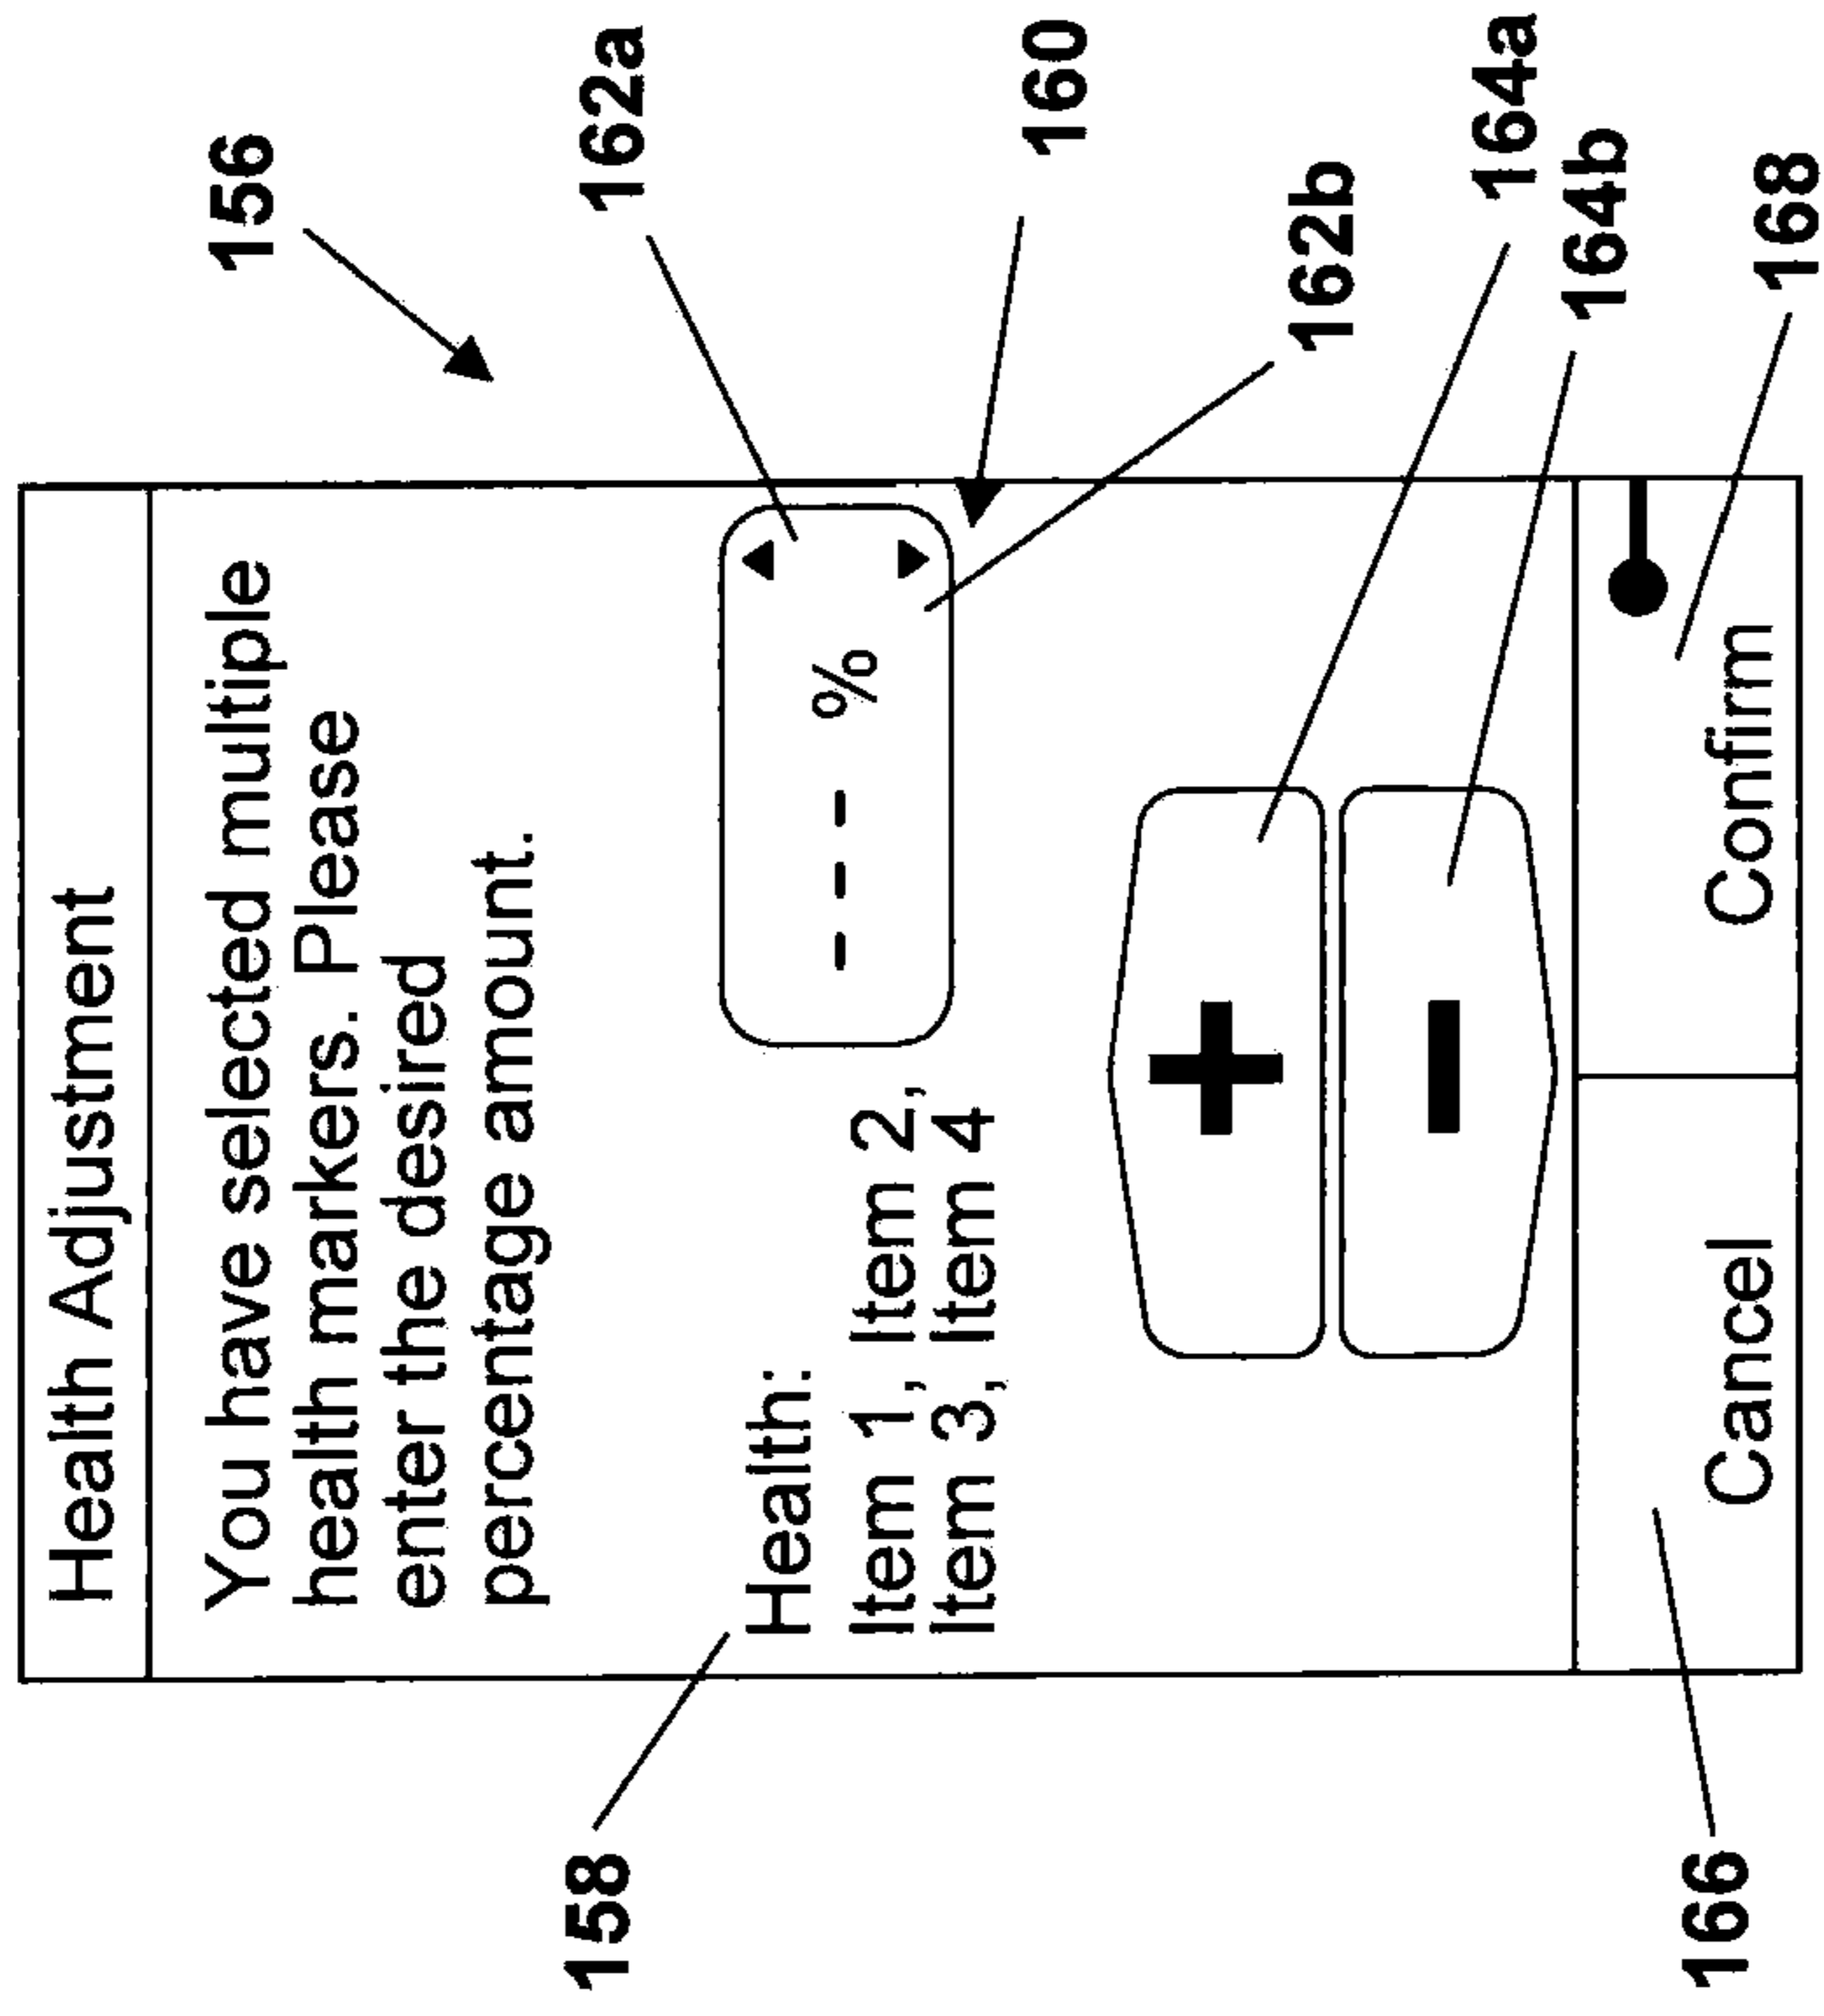 Health Adjustment
You have selected multiple
health markers. Please
enter the desired
percentage amount.
Health:
Item 1, Item 2,
Item 3, Item 4
--- %
+
-
Cancel
Confirm
156
158
160
162a
162b
164a
164b
166
168